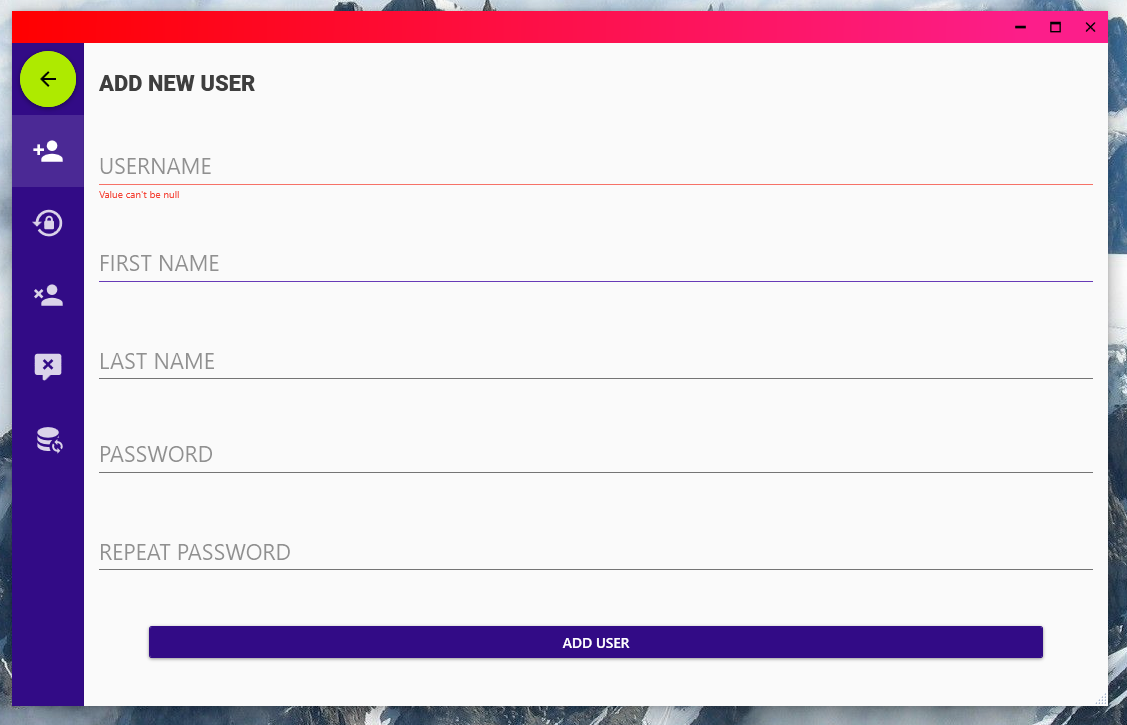 ADD NEW USER
USERNAME
Value can't be null
FIRST NAME
LAST NAME
PASSWORD
REPEAT PASSWORD
ADD USER